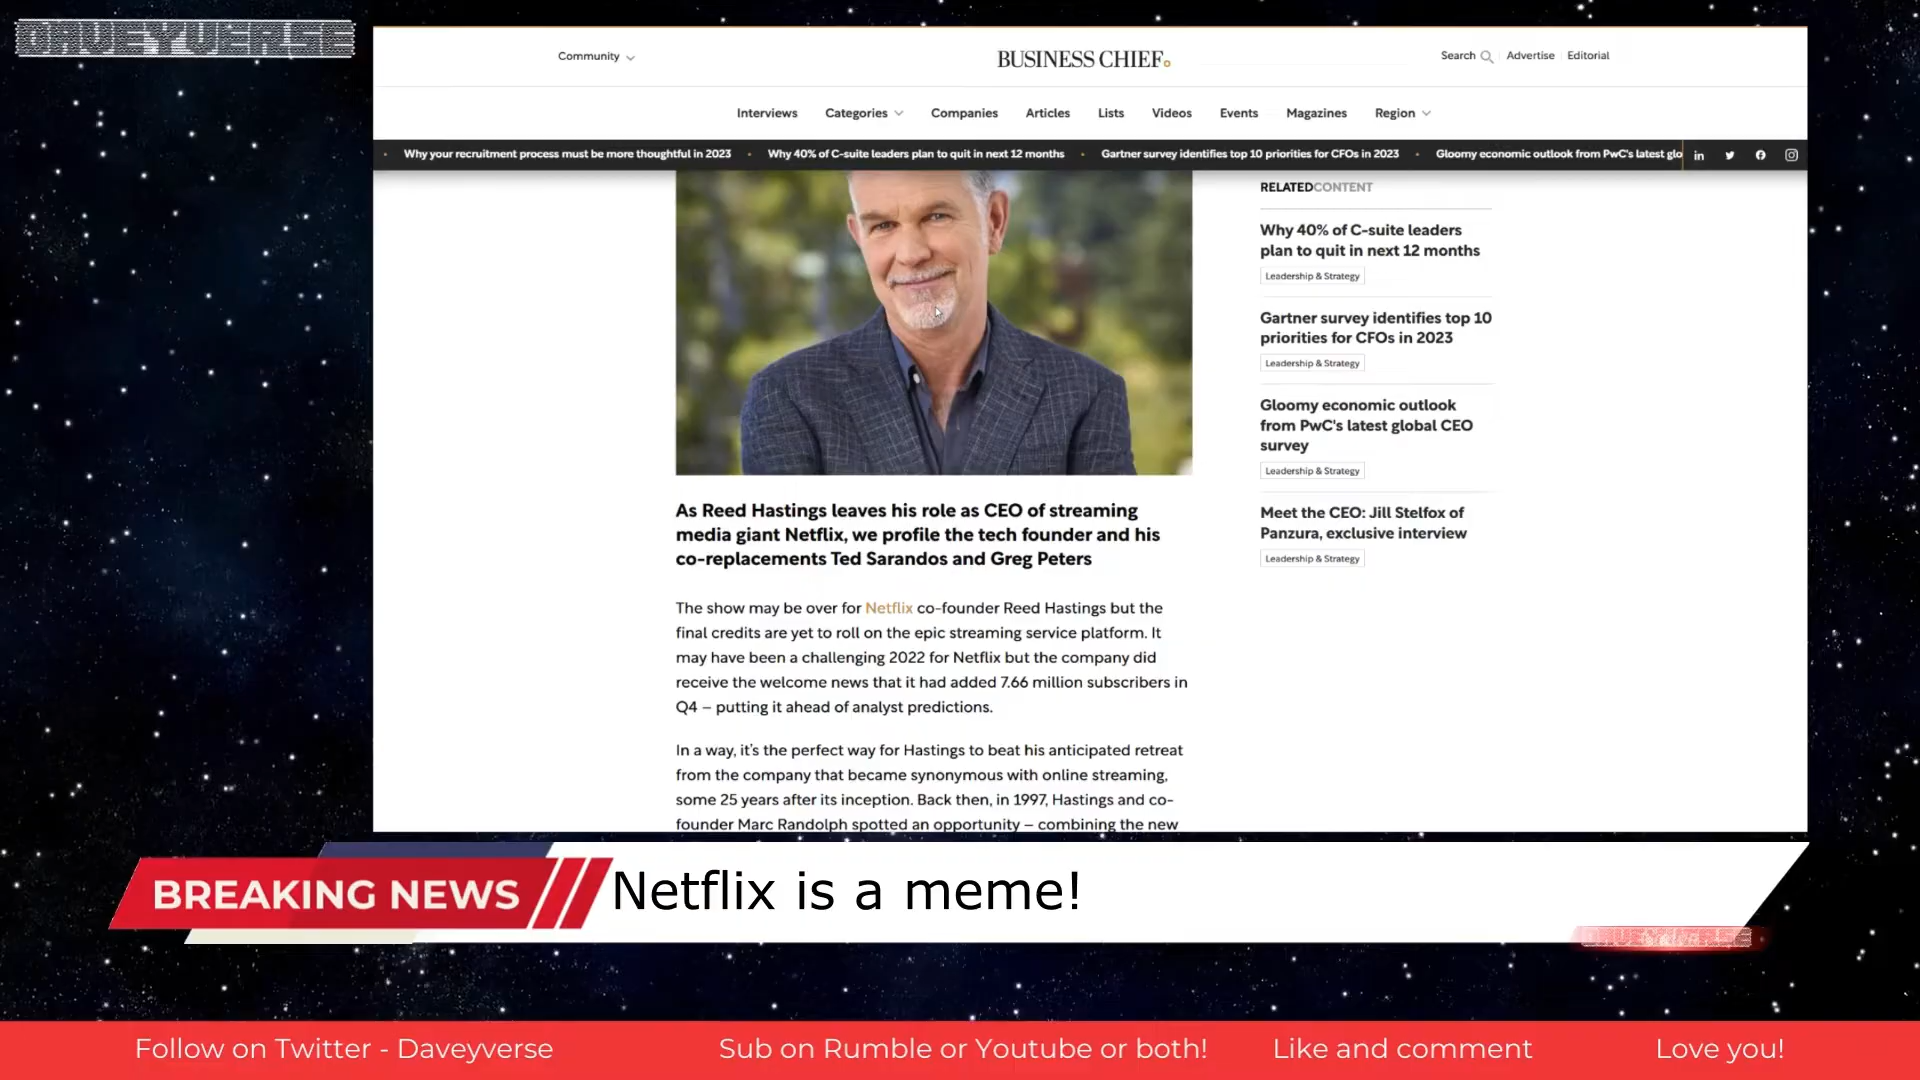 DAVEYVERSE
Community
BUSINESS CHIEF
Search Advertise Editorial
Interviews Categories Companies Articles Lists Videos Events Magazines Region
Why your recruitment process must be more thoughtful in 2023 • Why 40% of C-suite leaders plan to quit in next 12 months • Gartner survey identifies top 10 priorities for CFOs in 2023 • Gloomy economic outlook from PwC's latest glo
As Reed Hastings leaves his role as CEO of streaming
media giant Netflix, we profile the tech founder and his
co-replacements Ted Sarandos and Greg Peters
The show may be over for Netflix co-founder Reed Hastings but the
final credits are yet to roll on the epic streaming service platform. It
may have been a challenging 2022 for Netflix but the company did
receive the welcome news that it had added 7.66 million subscribers in
Q4 – putting it ahead of analyst predictions.
In a way, it's the perfect way for Hastings to beat his anticipated retreat
from the company that became synonymous with online streaming,
some 25 years after its inception. Back then, in 1997, Hastings and co-
founder Marc Randolph spotted an opportunity – combining the new
RELATEDCONTENT
Why 40% of C-suite leaders
plan to quit in next 12 months
Leadership & Strategy
Gartner survey identifies top 10
priorities for CFOs in 2023
Leadership & Strategy
Gloomy economic outlook
from PwC's latest global CEO
survey
Leadership & Strategy
Meet the CEO: Jill Stelfox of
Panzura, exclusive interview
Leadership & Strategy
BREAKING NEWS Netflix is a meme!
DAVEYVERSE
Follow on Twitter - Daveyverse Sub on Rumble or Youtube or both! Like and comment Love you!